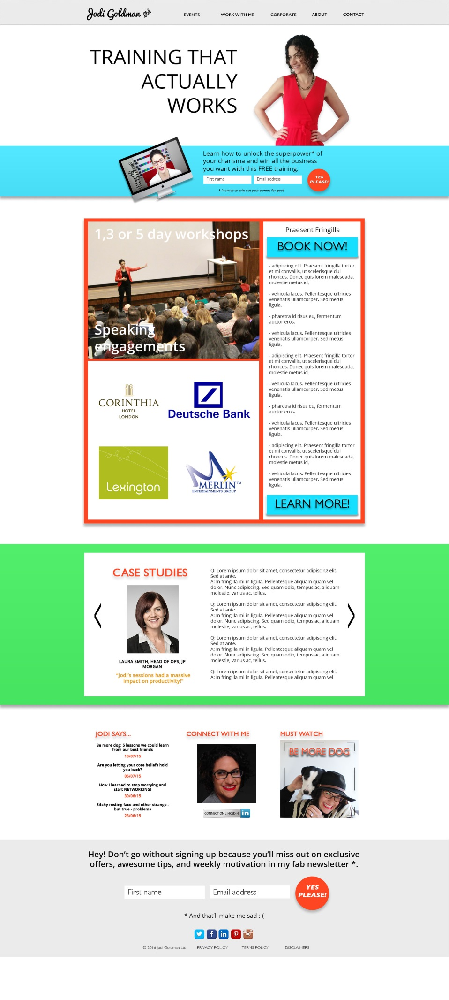 Jodi Goldman Ltd
EVENTS WORK WITH ME CORPORATE ABOUT CONTACT
TRAINING THAT
ACTUALLY
WORKS
Learn how to unlock the superpower* of
your charisma and win all the business
you want with this FREE training.
First name Email address
YES
PLEASE!
* Promise to only use your powers for good
1,3 or 5 day workshops
Speaking
engagements
CORINTHIA
HOTEL
LONDON
Deutsche Bank
Lexington
MERLIN™
ENTERTAINMENTS GROUP
Praesent Fringilla
BOOK NOW!
- adipiscing elit. Praesent fringilla tortor
et mi convallis, ut scelerisque dui
rhoncus. Donec quis lorem malesuada,
molestie metus id,
- vehicula lacus. Pellentesque ultricies
venenatis ullamcorper. Sed metus
ligula,
- pharetra id risus eu, fermentum
auctor eros.
- vehicula lacus. Pellentesque ultricies
venenatis ullamcorper. Sed metus
ligula,
- adipiscing elit. Praesent fringilla tortor
et mi convallis, ut scelerisque dui
rhoncus. Donec quis lorem malesuada,
molestie metus id,
- vehicula lacus. Pellentesque ultricies
venenatis ullamcorper. Sed metus
ligula,
- pharetra id risus eu, fermentum
auctor eros.
- vehicula lacus. Pellentesque ultricies
venenatis ullamcorper. Sed metus
ligula,
- adipiscing elit. Praesent fringilla tortor
et mi convallis, ut scelerisque dui
rhoncus. Donec quis lorem malesuada,
molestie metus id,
- vehicula lacus. Pellentesque ultricies
venenatis ullamcorper. Sed metus
ligula,
LEARN MORE!
CASE STUDIES
LAURA SMITH, HEAD OF OPS, JP
MORGAN
“Jodi’s sessions had a massive
impact on productivity!”
Q: Lorem ipsum dolor sit amet, consectetur adipiscing elit.
Sed at ante.
A: In fringilla mi in ligula. Pellentesque aliquam quam vel
dolor. Nunc adipiscing. Sed quam odio, tempus ac, aliquam
molestie, varius ac, tellus.
Q: Lorem ipsum dolor sit amet, consectetur adipiscing elit.
Sed at ante.
A: In fringilla mi in ligula. Pellentesque aliquam quam vel
dolor. Nunc adipiscing. Sed quam odio, tempus ac, aliquam
molestie, varius ac, tellus.
Q: Lorem ipsum dolor sit amet, consectetur adipiscing elit.
Sed at ante.
A: In fringilla mi in ligula. Pellentesque aliquam quam vel
dolor. Nunc adipiscing. Sed quam odio, tempus ac, aliquam
molestie, varius ac, tellus.
Q: Lorem ipsum dolor sit amet, consectetur adipiscing elit.
A: In fringilla mi in ligula. Pellentesque aliquam quam vel
JODI SAYS...
Be more dog: 5 lessons we could learn
from our best friends
13/07/15
Are you letting your core beliefs hold
you back?
06/07/15
How I learned to stop worrying and
start NETWORKING!
30/06/15
Bitchy resting face and other strange -
but true - problems
23/06/15
CONNECT WITH ME
CONNECT ON LINKEDIN in
MUST WATCH
BE MORE DOG
Hey! Don’t go without signing up because you’ll miss out on exclusive
offers, awesome tips, and weekly motivation in my fab newsletter *.
First name Email address
YES
PLEASE!
* And that’ll make me sad :-(
© 2016 Jodi Goldman Ltd PRIVACY POLICY TERMS POLICY DISCLAIMERS